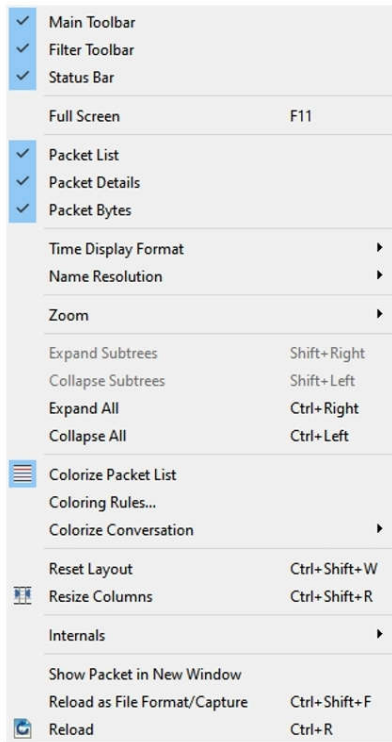 Main Toolbar
Filter Toolbar
Status Bar
Full Screen F11
Packet List
Packet Details
Packet Bytes
Time Display Format
Name Resolution
Zoom
Expand Subtrees Shift+Right
Collapse Subtrees Shift+Left
Expand All Ctrl+Right
Collapse All Ctrl+Left
Colorize Packet List
Coloring Rules...
Colorize Conversation
Reset Layout Ctrl+Shift+W
Resize Columns Ctrl+Shift+R
Internals
Show Packet in New Window
Reload as File Format/Capture Ctrl+Shift+F
Reload Ctrl+R